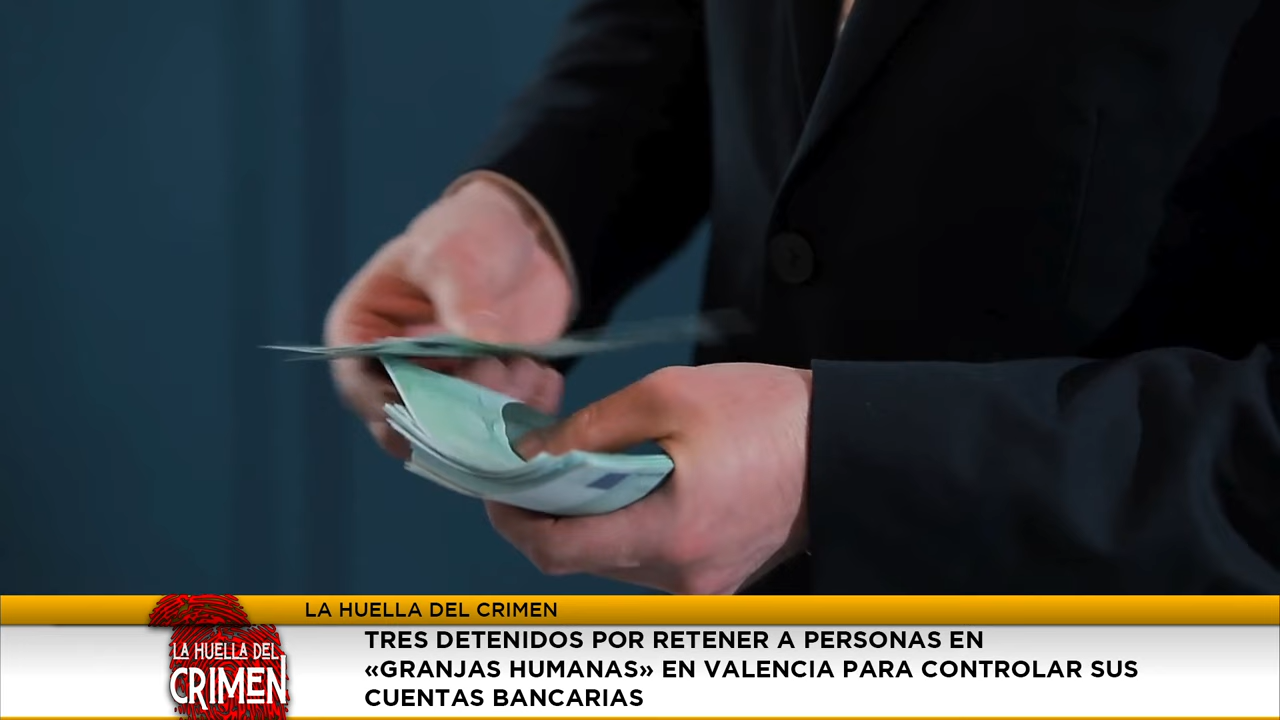 LA HUELLA DEL CRIMEN
TRES DETENIDOS POR RETENER A PERSONAS EN
«GRANJAS HUMANAS» EN VALENCIA PARA CONTROLAR SUS
CUENTAS BANCARIAS
LA HUELLA DEL
CRIMEN